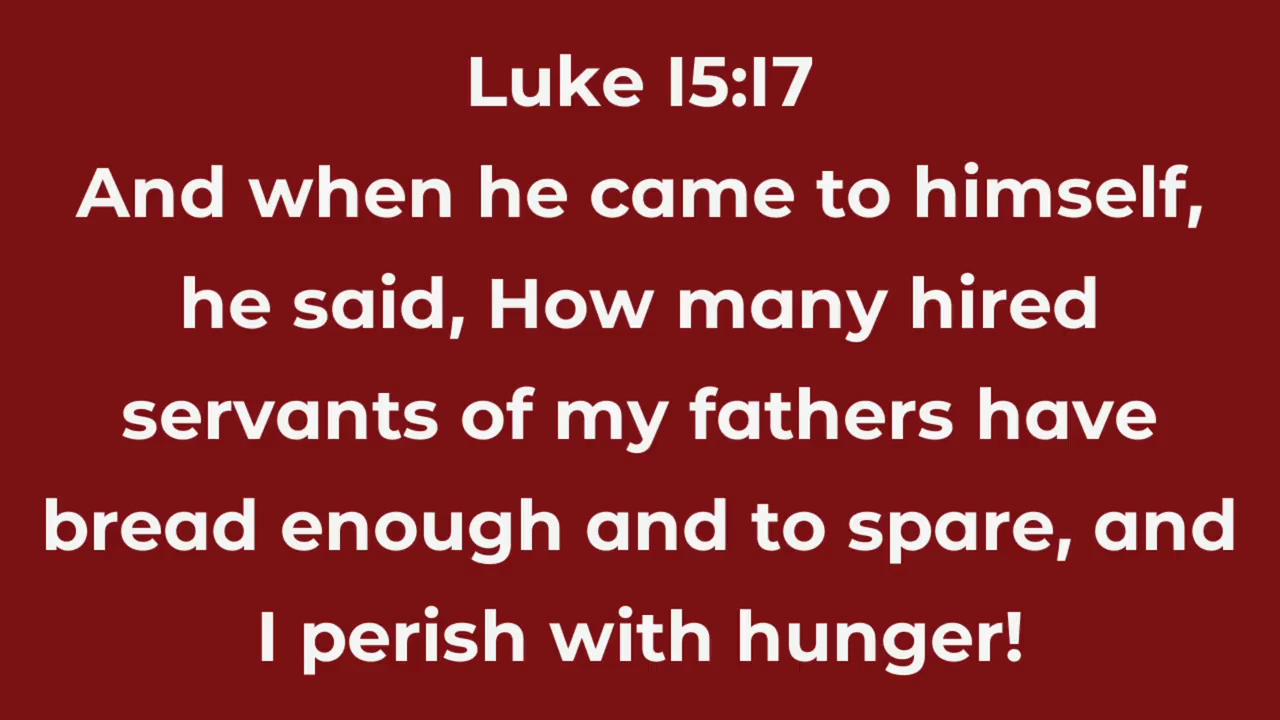 Luke 15:17
And when he came to himself,
he said, How many hired
servants of my fathers have
bread enough and to spare, and
I perish with hunger!